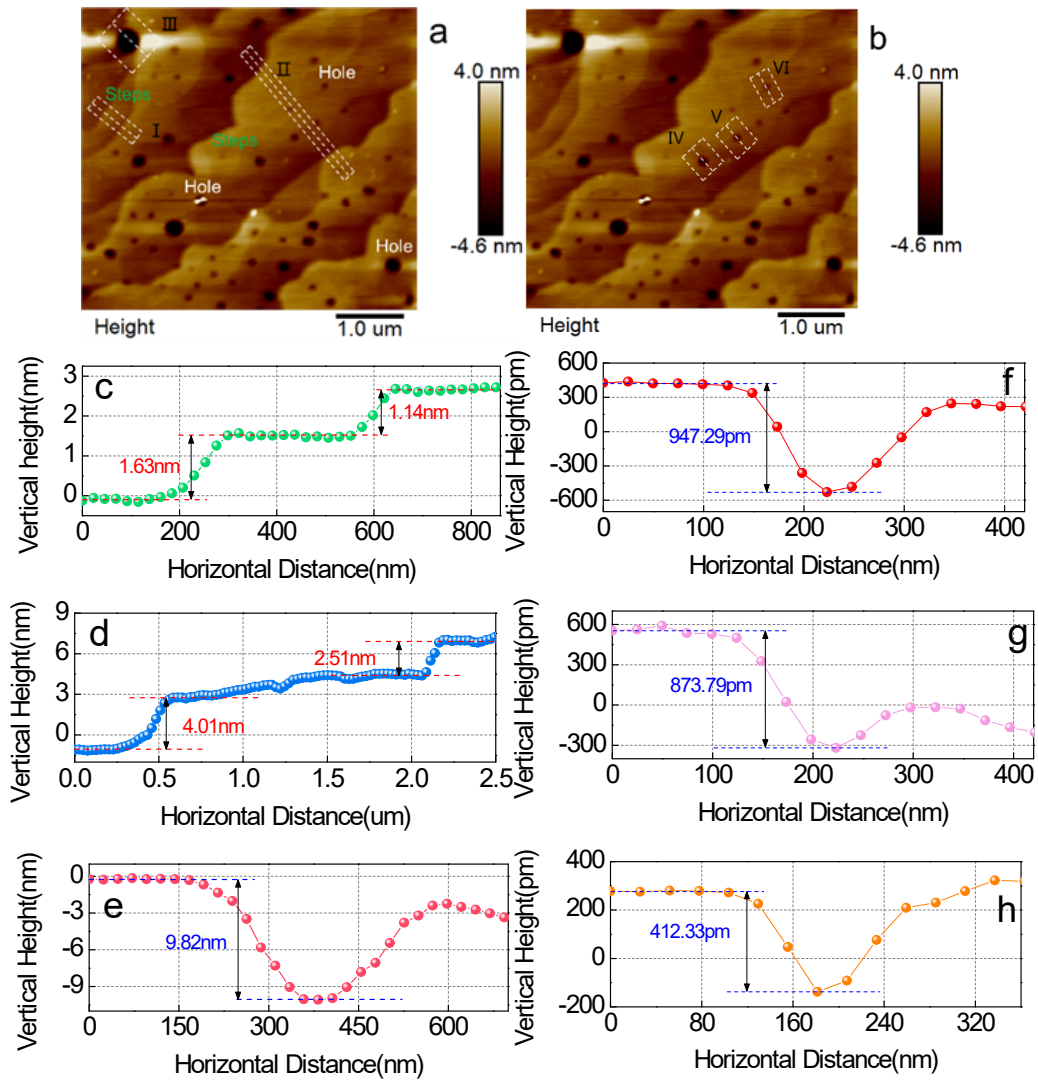 a
4.0 nm
-4.6 nm
III
II
Hole
Steps
I
Steps
Hole
Hole
Height
1.0 um
b
4.0 nm
-4.6 nm
VI
V
IV
Height
1.0 um
c
Vertical height(nm)
3
2
1
0
1.63nm
1.14nm
0 200 400 600 800
Horizontal Distance(nm)
f
Vertical Height(pm)
600
300
0
-300
-600
947.29pm
0 100 200 300 400
Horizontal Distance(nm)
d
Vertical Height(nm)
9
6
3
0
4.01nm
2.51nm
0.0 0.5 1.0 1.5 2.0 2.5
Horizontal Distance(um)
g
Vertical Height(pm)
600
300
0
-300
873.79pm
0 100 200 300 400
Horizontal Distance(nm)
e
Vertical Height(nm)
0
-3
-6
-9
9.82nm
0 150 300 450 600
Horizontal Distance(nm)
h
Vertical Height(pm)
400
200
0
-200
412.33pm
0 80 160 240 320
Horizontal Distance(nm)